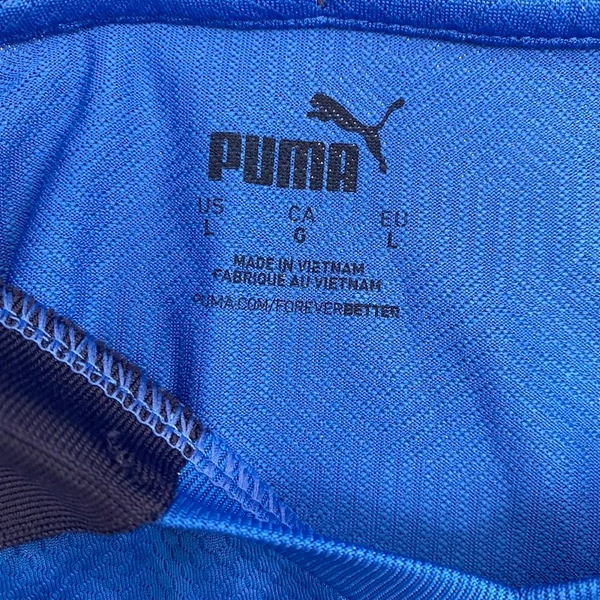 PUMA
US CA EU
L G L
MADE IN VIETNAM
FABRIQUE AU VIETNAM
PUMA.COM/FOREVERBETTER